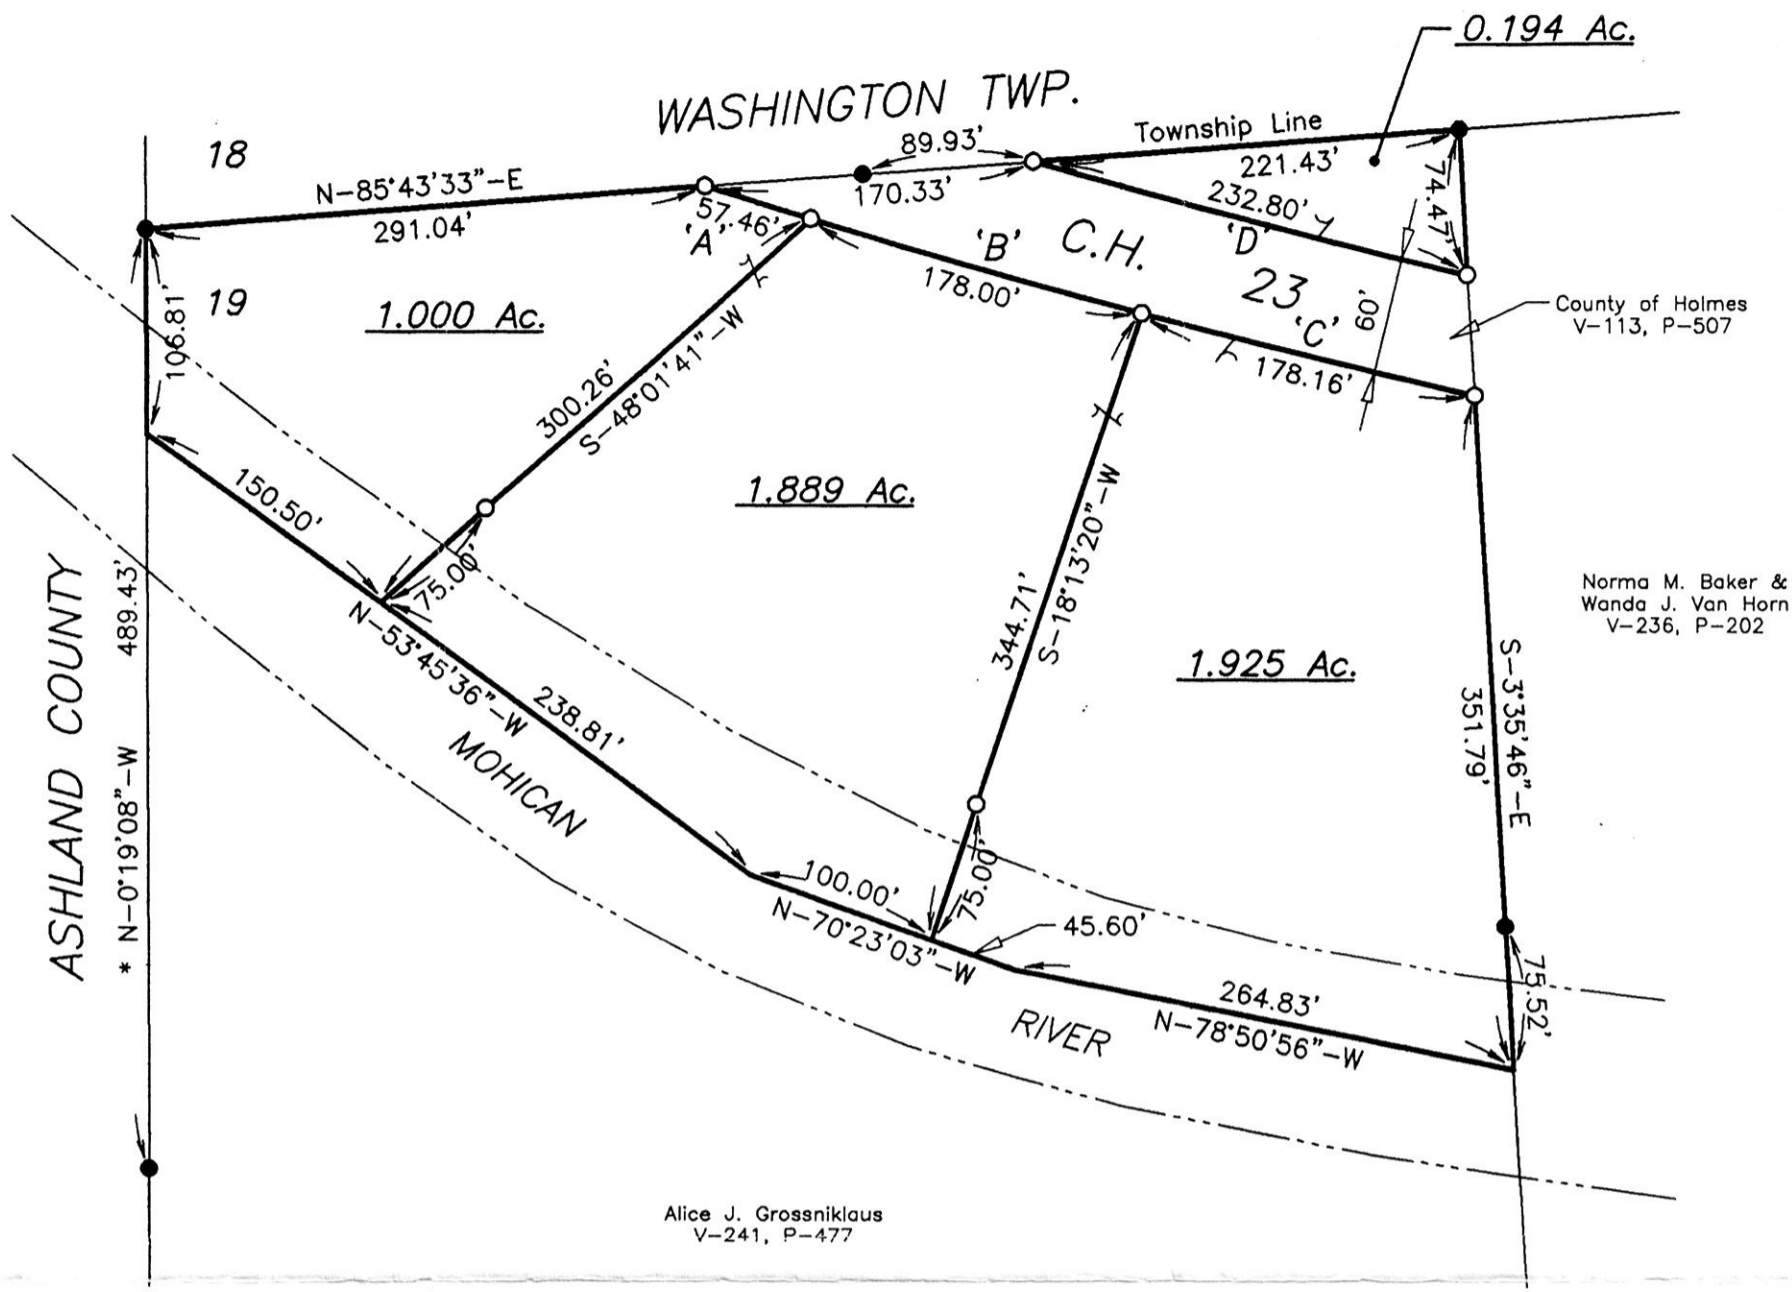 0.194 Ac.
WASHINGTON TWP.
Township Line
89.93'
221.43'
18
N-85°43'33"-E
291.04'
170.33'
57.46'
'A'
232.80'
'D'
74.47'
'B'
C.H.
23
178.00'
'C'
60'
178.16'
County of Holmes
V-113, P-507
19
106.81'
1.000 Ac.
300.26'
S-48°01'41"-W
75.00'
150.50'
1.889 Ac.
344.71'
S-18°13'20"-W
75.00'
1.925 Ac.
Norma M. Baker &
Wanda J. Van Horn
V-236, P-202
S-3°35'46"-E
351.79'
75.52'
ASHLAND COUNTY
* N-0°19'08"-W 489.43'
N-53°45'36"-W
238.81'
MOHICAN
100.00'
N-70°23'03"-W
45.60'
264.83'
N-78°50'56"-W
RIVER
Alice J. Grossniklaus
V-241, P-477